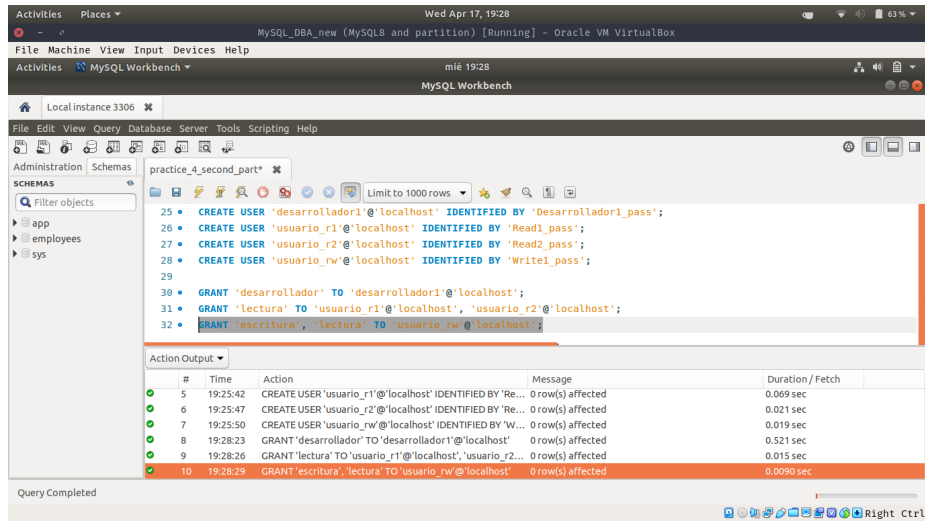 Activities Places Wed Apr 17, 19:28 63 %
MySQL_DBA_new (MySQL8 and partition) [Running] - Oracle VM VirtualBox
File Machine View Input Devices Help
Activities MySQL Workbench mié 19:28
MySQL Workbench
Local instance 3306
File Edit View Query Database Server Tools Scripting Help
Administration Schemas
practice_4_second_part*
SCHEMAS
Filter objects
Limit to 1000 rows
app
employees
sys
25 CREATE USER 'desarrollador1'@'localhost' IDENTIFIED BY 'Desarrollador1_pass';
26 CREATE USER 'usuario_r1'@'localhost' IDENTIFIED BY 'Read1_pass';
27 CREATE USER 'usuario_r2'@'localhost' IDENTIFIED BY 'Read2_pass';
28 CREATE USER 'usuario_rw'@'localhost' IDENTIFIED BY 'Write1_pass';
29
30 GRANT 'desarrollador' TO 'desarrollador1'@'localhost';
31 GRANT 'lectura' TO 'usuario_r1'@'localhost', 'usuario_r2'@'localhost';
32 GRANT 'escritura', 'lectura' TO 'usuario_rw'@'localhost';
Action Output
# Time Action Message Duration / Fetch
5 19:25:42 CREATE USER 'usuario_r1'@'localhost' IDENTIFIED BY 'Re... 0 row(s) affected 0.069 sec
6 19:25:47 CREATE USER 'usuario_r2'@'localhost' IDENTIFIED BY 'Re... 0 row(s) affected 0.021 sec
7 19:25:50 CREATE USER 'usuario_rw'@'localhost' IDENTIFIED BY 'W... 0 row(s) affected 0.019 sec
8 19:28:23 GRANT 'desarrollador' TO 'desarrollador1'@'localhost' 0 row(s) affected 0.521 sec
9 19:28:26 GRANT 'lectura' TO 'usuario_r1'@'localhost', 'usuario_r2... 0 row(s) affected 0.015 sec
10 19:28:29 GRANT 'escritura', 'lectura' TO 'usuario_rw'@'localhost' 0 row(s) affected 0.0090 sec
Query Completed
Right Ctrl